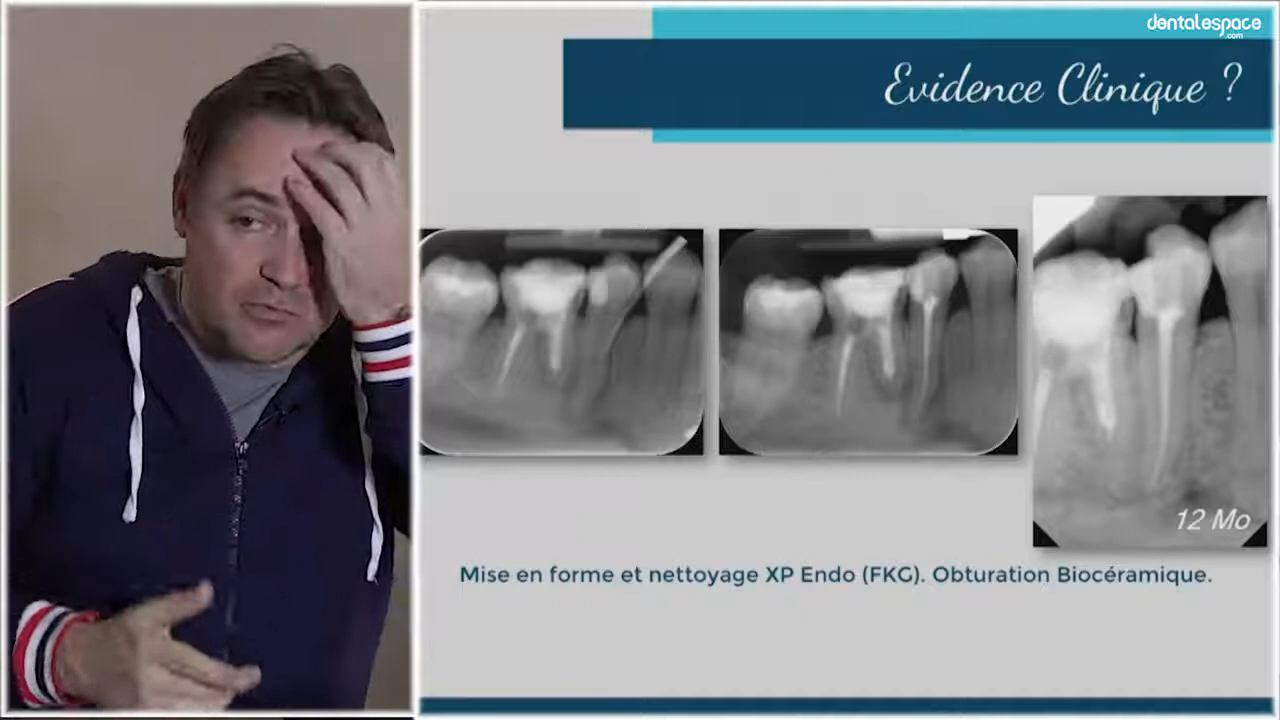 dentalespace
.com
Evidence Clinique ?
12 Mo
Mise en forme et nettoyage XP Endo (FKG). Obturation Biocéramique.